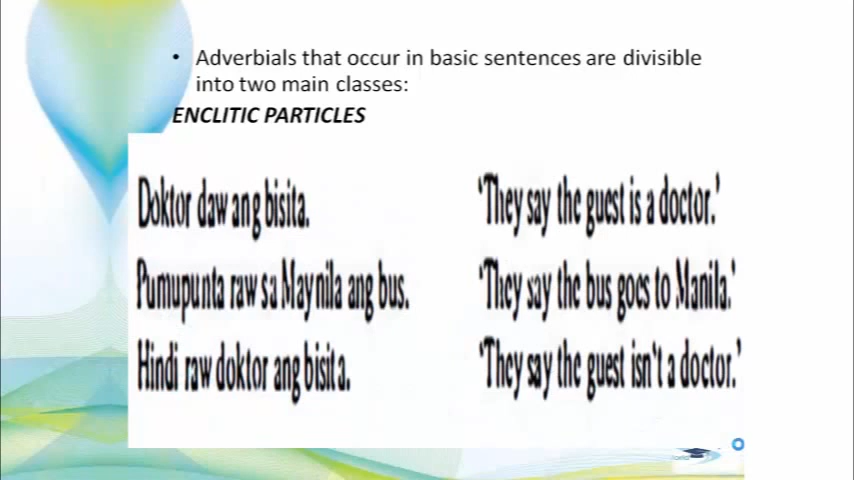 • Adverbials that occur in basic sentences are divisible
into two main classes:
ENCLITIC PARTICLES
Doktor daw ang bisita. ‘They say the guest is a doctor.’
Pumupunta raw sa Maynila ang bus. ‘They say the bus goes to Manila.’
Hindi raw doktor ang bisita. ‘They say the guest isn't a doctor.’